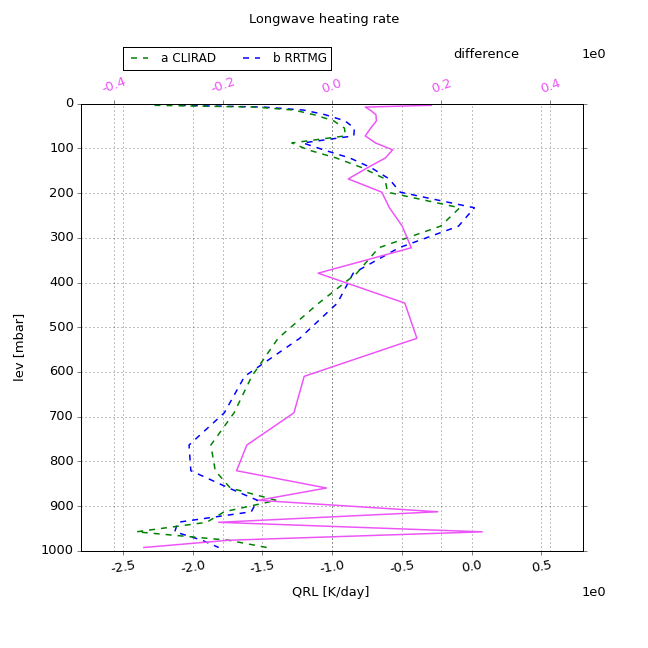 Longwave heating rate
a CLIRAD b RRTMG
difference 1e0
-0.4 -0.2 0.0 0.2 0.4
0
100
200
300
400
500
600
700
800
900
1000
lev [mbar]
-2.5 -2.0 -1.5 -1.0 -0.5 0.0 0.5
QRL [K/day] 1e0